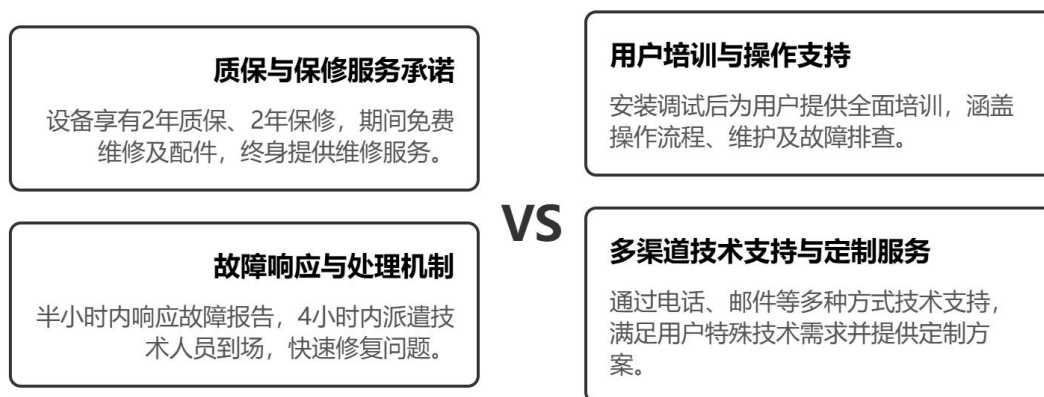 质保与保修服务承诺
设备享有2年质保、2年保修，期间免费
维修及配件，终身提供维修服务。
故障响应与处理机制
半小时内响应故障报告，4小时内派遣技
术人员到场，快速修复问题。
VS
用户培训与操作支持
安装调试后为用户提供全面培训，涵盖
操作流程、维护及故障排查。
多渠道技术支持与定制服务
通过电话、邮件等多种方式技术支持，
满足用户特殊技术需求并提供定制方
案。